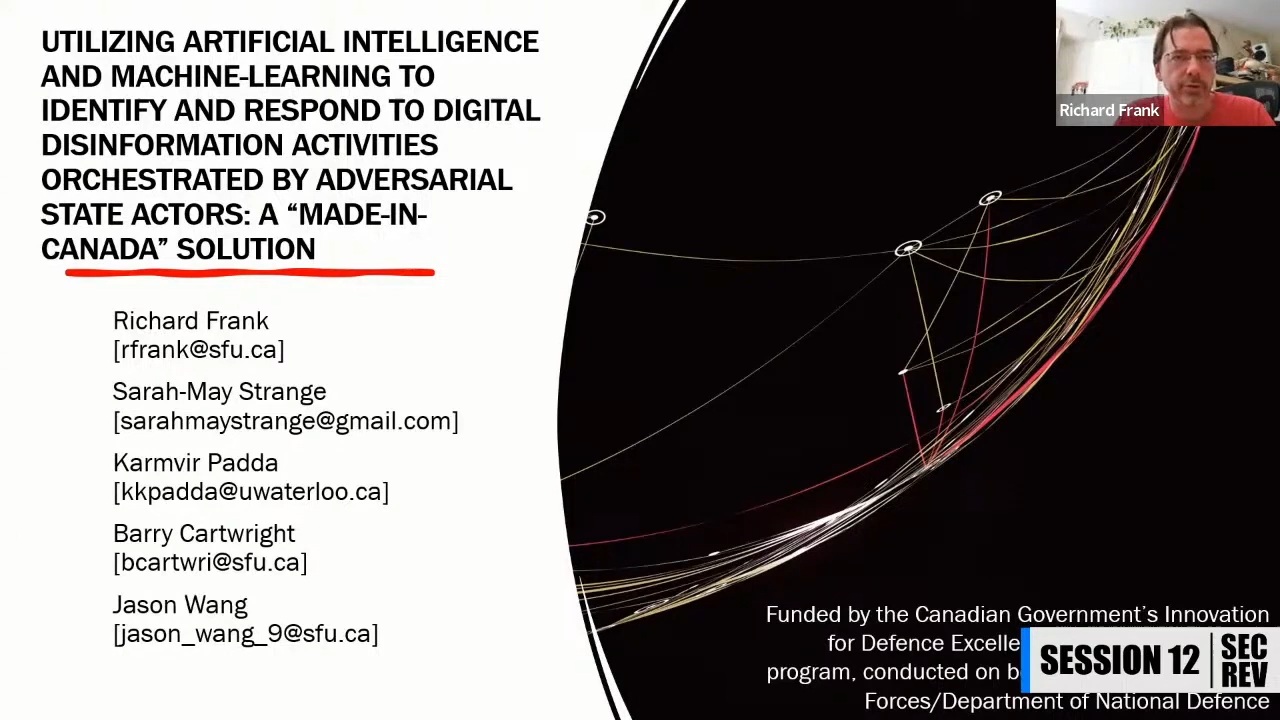 UTILIZING ARTIFICIAL INTELLIGENCE
AND MACHINE-LEARNING TO
IDENTIFY AND RESPOND TO DIGITAL
DISINFORMATION ACTIVITIES
ORCHESTRATED BY ADVERSARIAL
STATE ACTORS: A “MADE-IN-
CANADA” SOLUTION
Richard Frank
[rfrank@sfu.ca]
Sarah-May Strange
[sarahmaystrange@gmail.com]
Karmvir Padda
[kkpadda@uwaterloo.ca]
Barry Cartwright
[bcartwri@sfu.ca]
Jason Wang
[jason_wang_9@sfu.ca]
Richard Frank
Funded by the Canadian Government’s Innovation
for Defence
program, conducted on
Forces/Department of National Defence
SESSION 12
SEC
REV